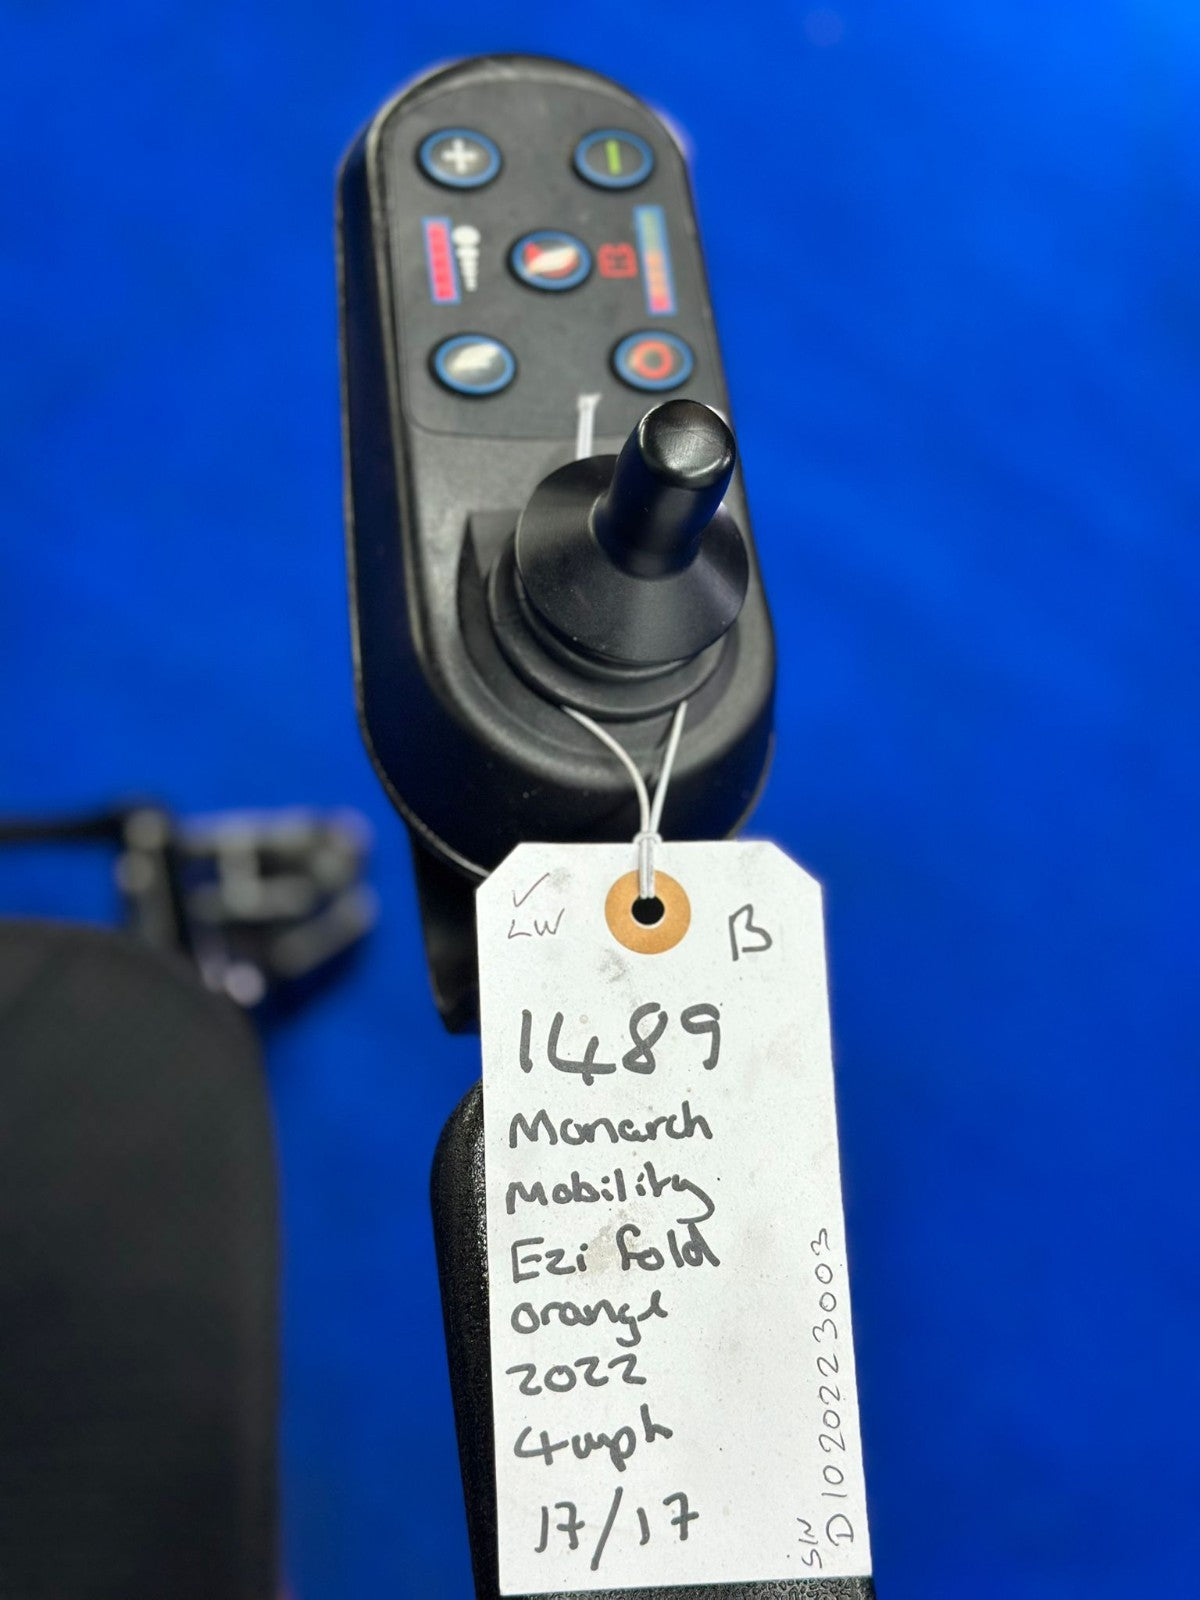 ✓
LW
B
1489
Monarch
Mobility
Ezi fold
orange
2022
4mph
17/17
S/N
D10202223003